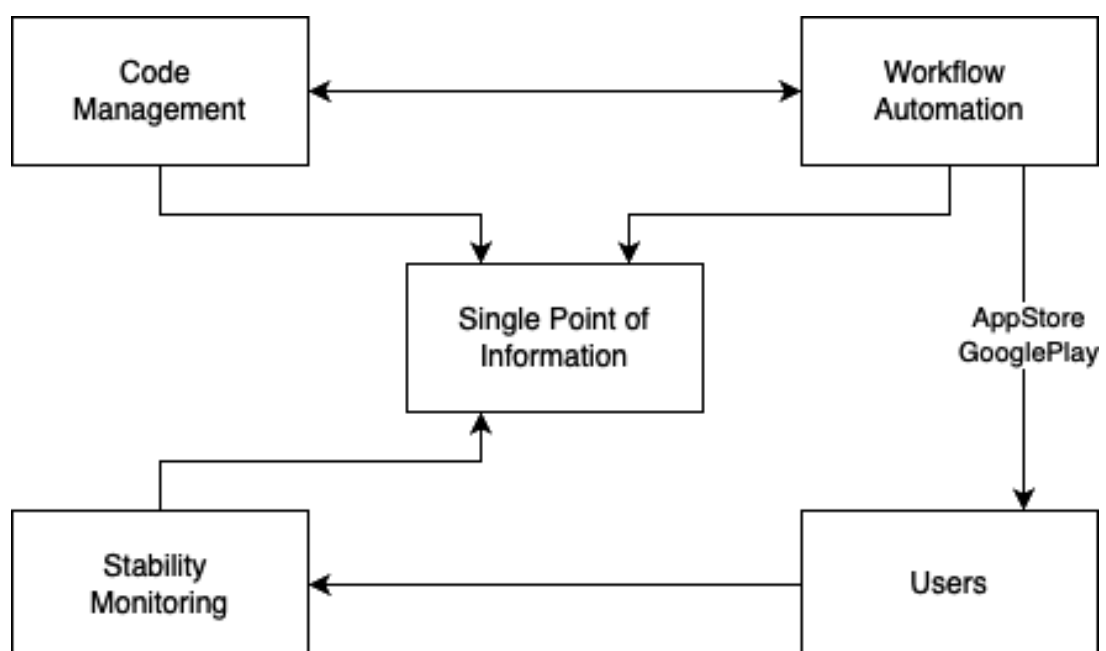 Code
Management
Workflow
Automation
Single Point of
Information
AppStore
GooglePlay
Stability
Monitoring
Users